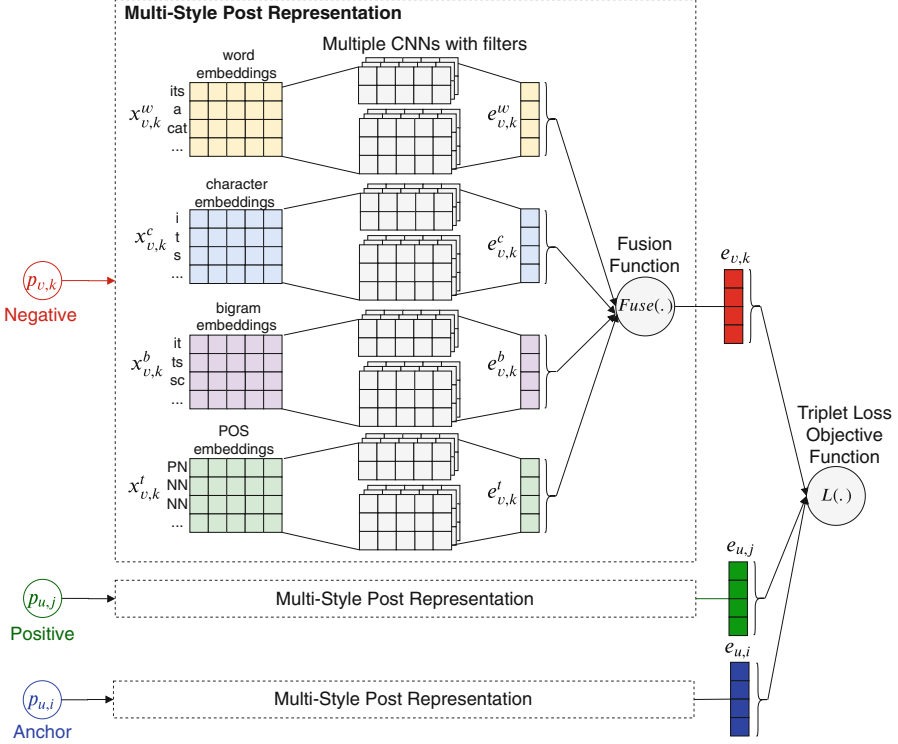 Multi-Style Post Representation
Multiple CNNs with filters
word
embeddings
its
a
cat
...
x^w_{v,k}
e^w_{v,k}
character
embeddings
i
t
s
...
x^c_{v,k}
e^c_{v,k}
bigram
embeddings
it
ts
sc
...
x^b_{v,k}
e^b_{v,k}
POS
embeddings
PN
NN
NN
...
x^t_{v,k}
e^t_{v,k}
p_{v,k}
Negative
Fusion
Function
Fuse(.)
e_{v,k}
Triplet Loss
Objective
Function
L(.)
p_{u,j}
Positive
Multi-Style Post Representation
e_{u,j}
p_{u,i}
Anchor
Multi-Style Post Representation
e_{u,i}